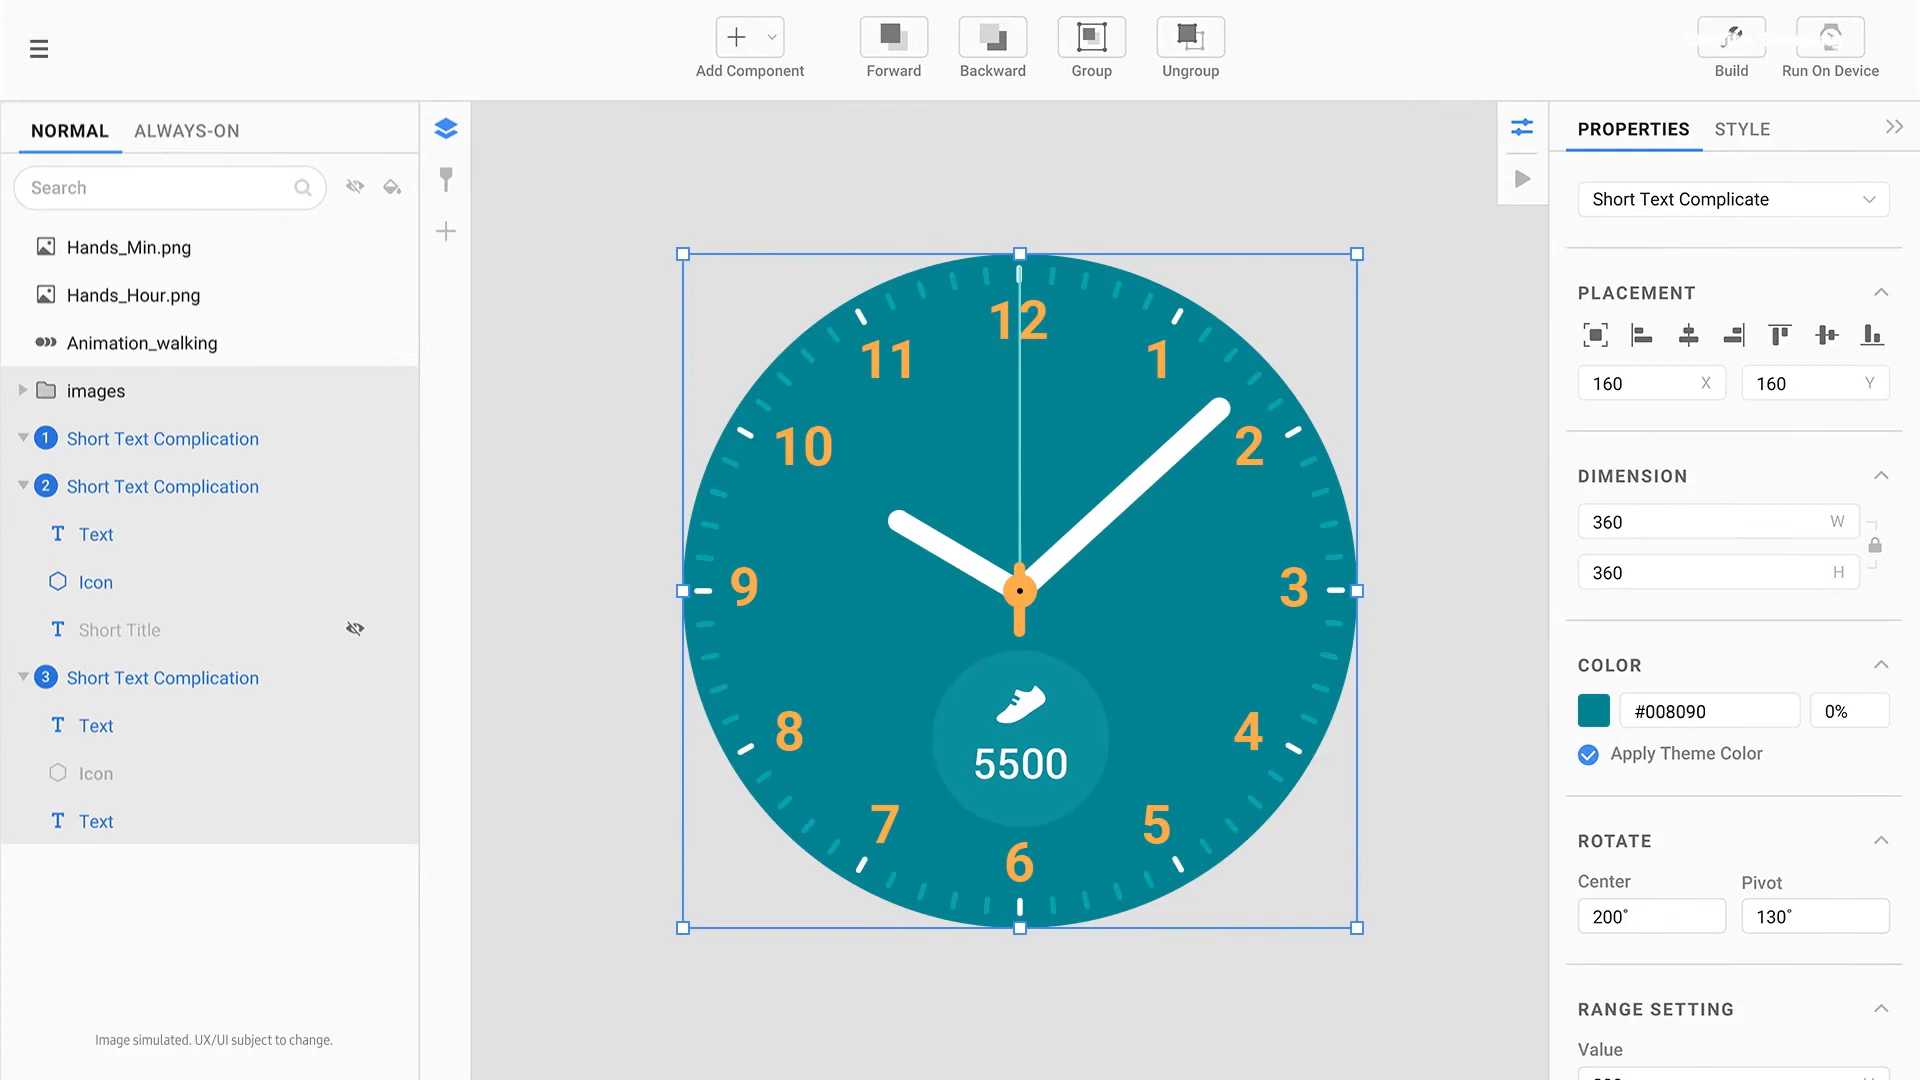 Add Component
Forward
Backward
Group
Ungroup
Build
Run On Device
NORMAL
ALWAYS-ON
Search
Hands_Min.png
Hands_Hour.png
Animation_walking
images
1 Short Text Complication
2 Short Text Complication
T Text
Icon
T Short Title
3 Short Text Complication
T Text
Icon
T Text
Image simulated. UX/UI subject to change.
12
1
2
3
4
5
6
7
8
9
10
11
5500
PROPERTIES
STYLE
Short Text Complicate
PLACEMENT
160 X
160 Y
DIMENSION
360 W
360 H
COLOR
#008090
0%
Apply Theme Color
ROTATE
Center
Pivot
200°
130°
RANGE SETTING
Value